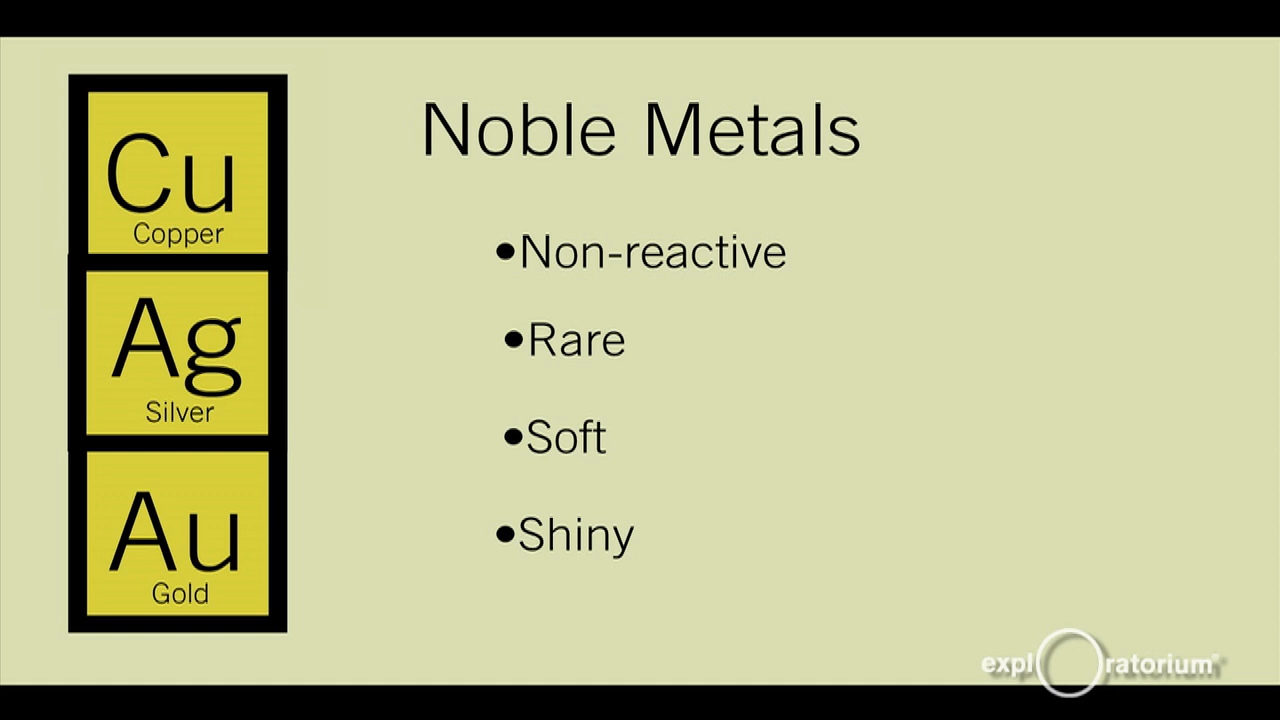 Cu
Copper
Ag
Silver
Au
Gold
Noble Metals
•Non-reactive
•Rare
•Soft
•Shiny
explOratorium®